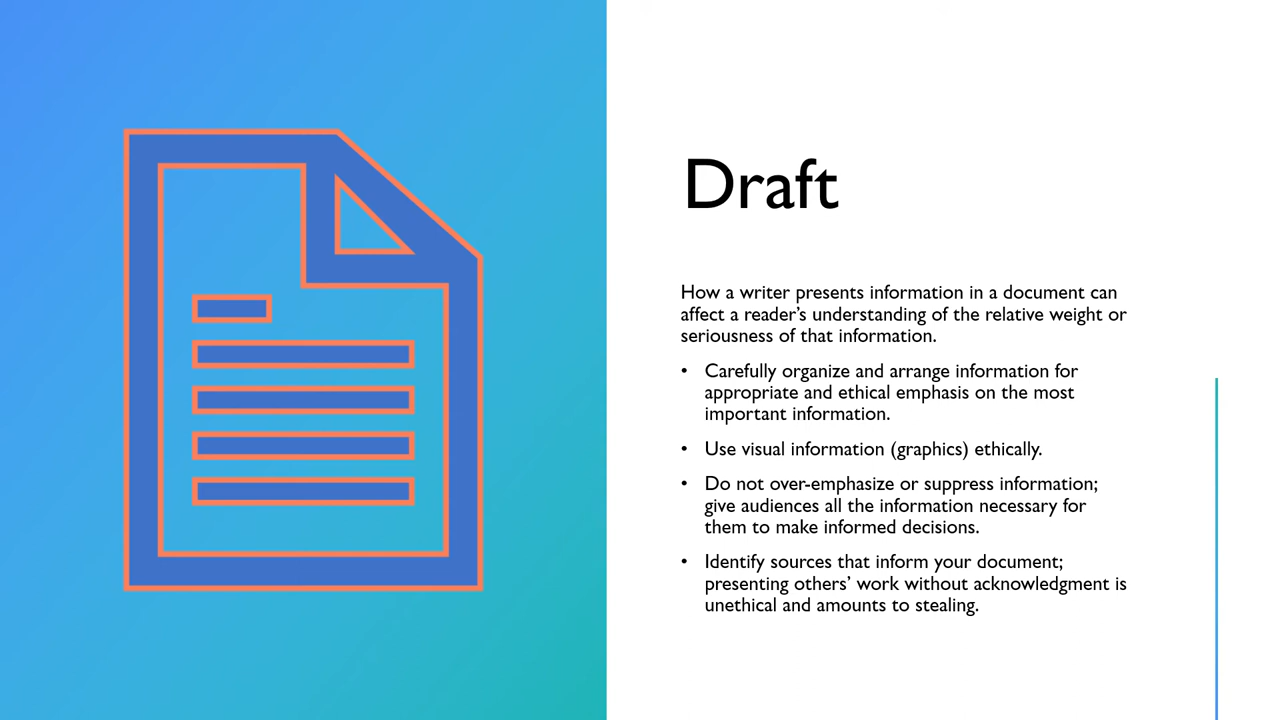 Draft
How a writer presents information in a document can
affect a reader’s understanding of the relative weight or
seriousness of that information.
• Carefully organize and arrange information for
appropriate and ethical emphasis on the most
important information.
• Use visual information (graphics) ethically.
• Do not over-emphasize or suppress information;
give audiences all the information necessary for
them to make informed decisions.
• Identify sources that inform your document;
presenting others’ work without acknowledgment is
unethical and amounts to stealing.